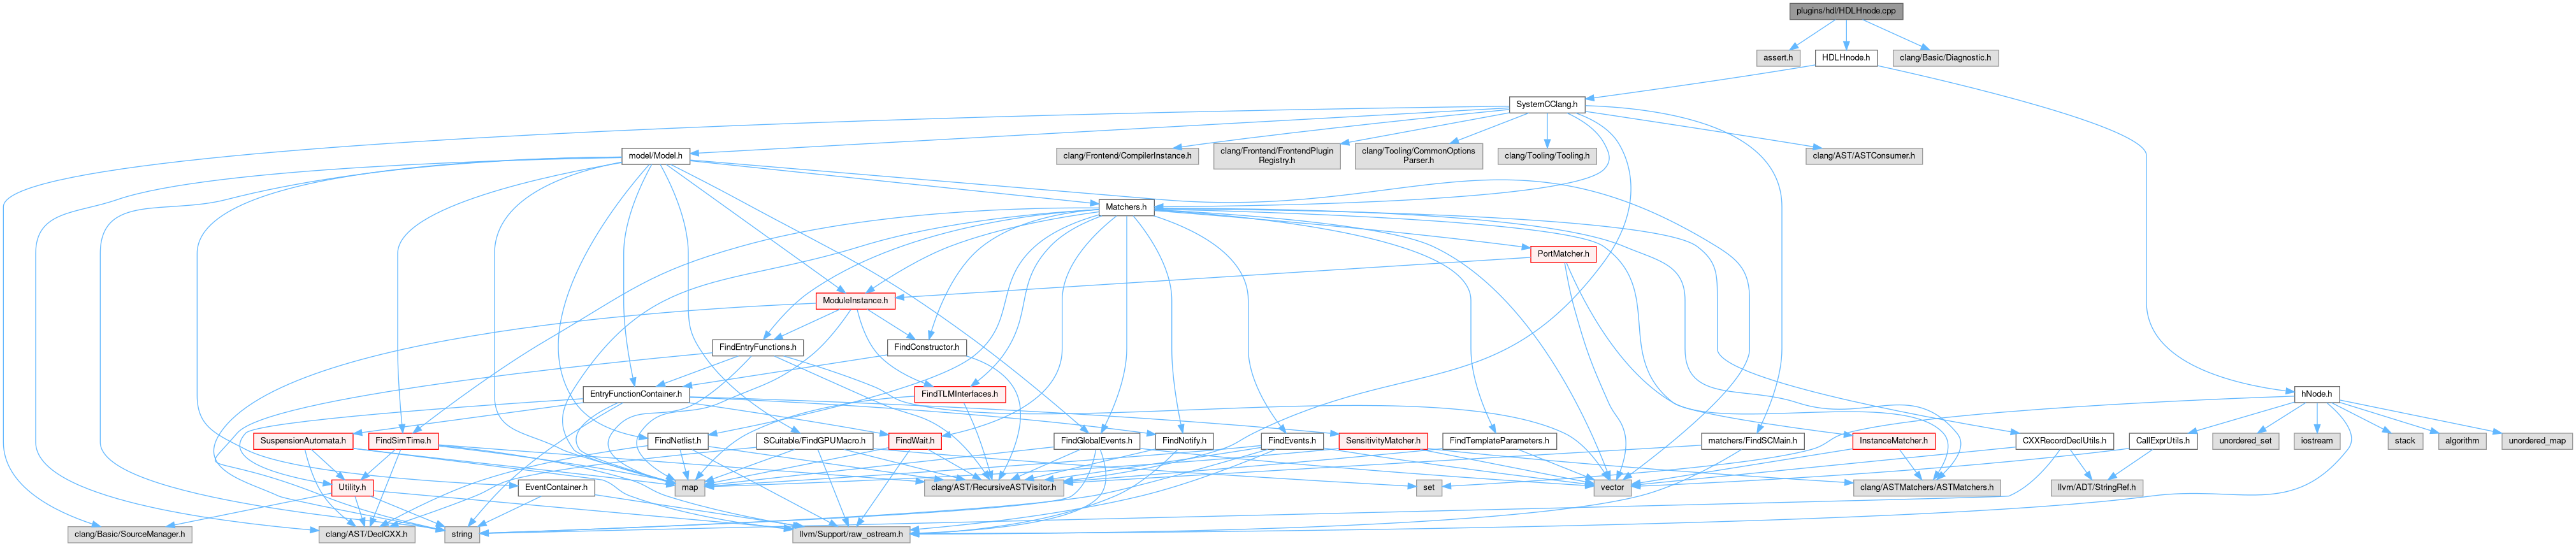 plugins/hdl/HDLHnode.cpp
assert.h
HDLHnode.h
clang/Basic/Diagnostic.h
SystemCClang.h
model/Model.h
clang/Frontend/CompilerInstance.h
clang/Frontend/FrontendPlugin
Registry.h
clang/Tooling/CommonOptions
Parser.h
clang/Tooling/Tooling.h
clang/AST/ASTConsumer.h
Matchers.h
PortMatcher.h
ModuleInstance.h
FindEntryFunctions.h
FindConstructor.h
EntryFunctionContainer.h
FindTLMInterfaces.h
hNode.h
SuspensionAutomata.h
FindSimTime.h
FindNetlist.h
SCuitable/FindGPUMacro.h
FindWait.h
FindGlobalEvents.h
FindNotify.h
FindEvents.h
SensitivityMatcher.h
FindTemplateParameters.h
matchers/FindSCMain.h
InstanceMatcher.h
CXXRecordDeclUtils.h
CallExprUtils.h
unordered_set
iostream
stack
algorithm
unordered_map
Utility.h
EventContainer.h
map
clang/AST/RecursiveASTVisitor.h
set
vector
clang/ASTMatchers/ASTMatchers.h
llvm/ADT/StringRef.h
clang/Basic/SourceManager.h
clang/AST/DeclCXX.h
string
llvm/Support/raw_ostream.h